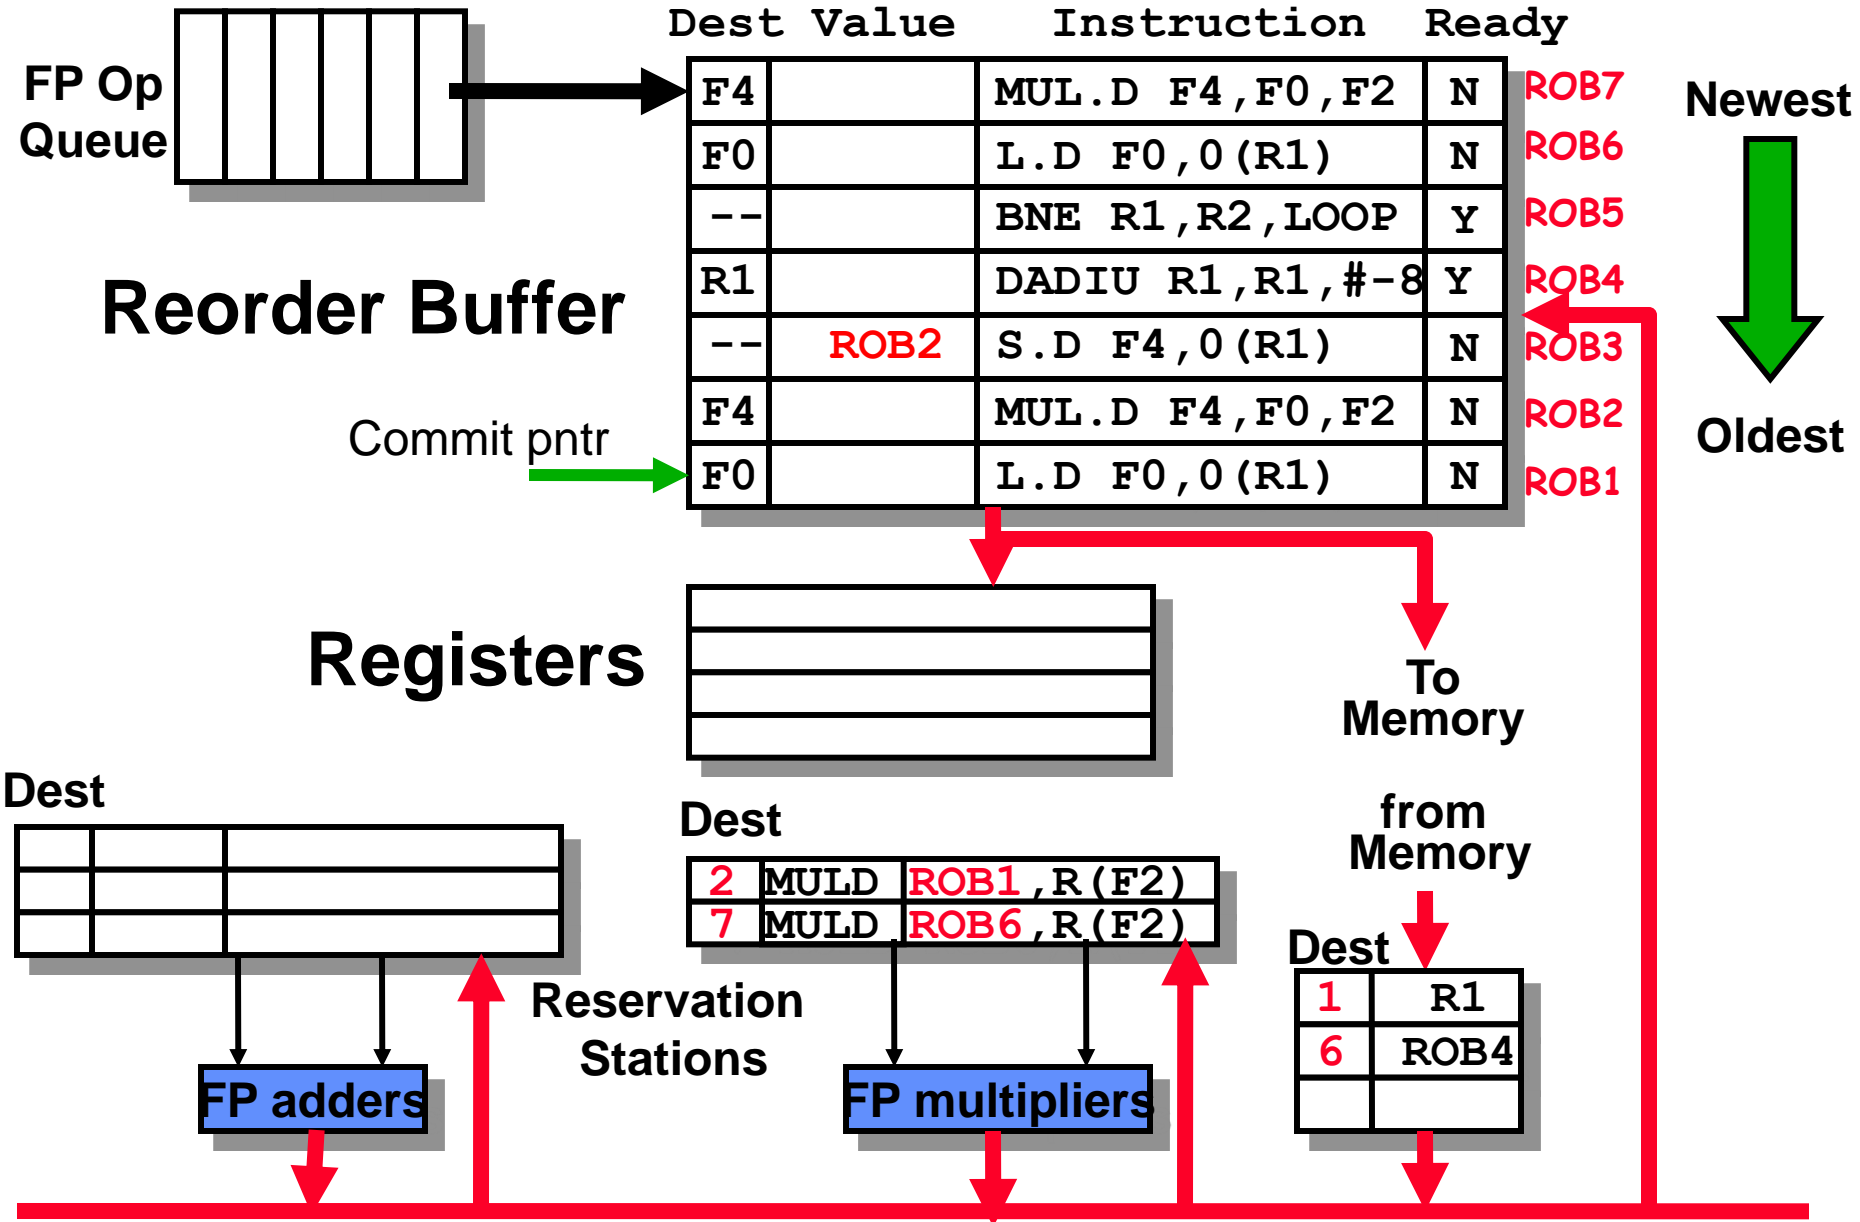 Dest Value Instruction Ready
FP Op
Queue
F4 MUL.D F4,F0,F2 N ROB7
F0 L.D F0,0(R1) N ROB6
-- BNE R1,R2,LOOP Y ROB5
R1 DADIU R1,R1,#-8 Y ROB4
-- ROB2 S.D F4,0(R1) N ROB3
F4 MUL.D F4,F0,F2 N ROB2
F0 L.D F0,0(R1) N ROB1
Newest
Oldest
Reorder Buffer
Commit pntr
Registers
To
Memory
from
Memory
Dest
Dest
2 MULD ROB1,R(F2)
7 MULD ROB6,R(F2)
Dest
1 R1
6 ROB4
Reservation
Stations
FP adders
FP multipliers